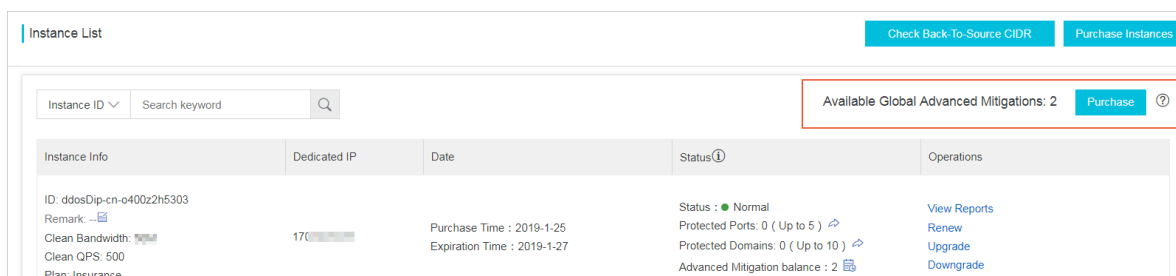 Instance List
Check Back-To-Source CIDR
Purchase Instances
Instance ID
Search keyword
Available Global Advanced Mitigations: 2
Purchase
?
Instance Info
Dedicated IP
Date
Status
Operations
ID: ddosDip-cn-o400z2h5303
Remark: --
Clean Bandwidth:
Clean QPS: 500
Plan: Insurance
170
Purchase Time : 2019-1-25
Expiration Time : 2019-1-27
Status : Normal
Protected Ports: 0 ( Up to 5 )
Protected Domains: 0 ( Up to 10 )
Advanced Mitigation balance : 2
View Reports
Renew
Upgrade
Downgrade